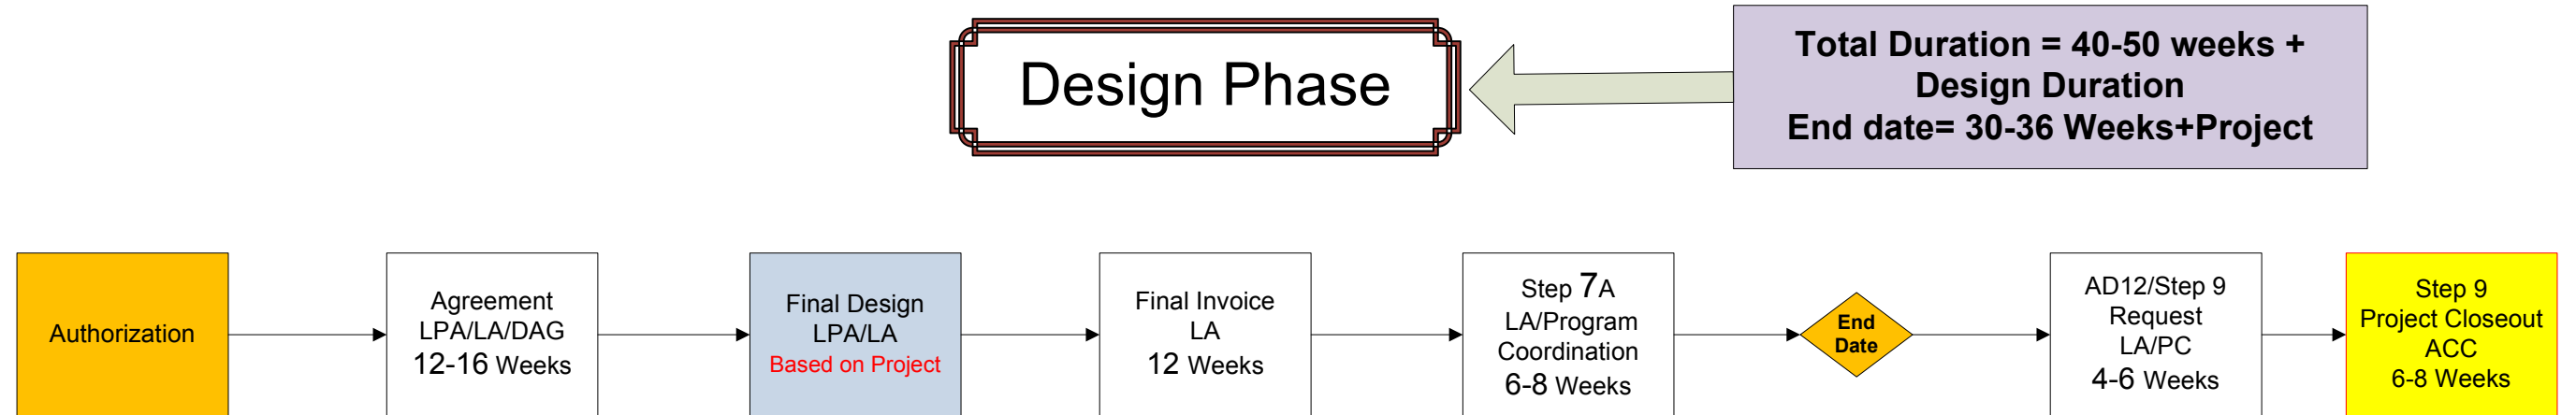 Design Phase
Total Duration = 40-50 weeks +
Design Duration
End date= 30-36 Weeks+Project
Authorization
Agreement
LPA/LA/DAG
12-16 Weeks
Final Design
LPA/LA
Based on Project
Final Invoice
LA
12 Weeks
Step 7A
LA/Program
Coordination
6-8 Weeks
End
Date
AD12/Step 9
Request
LA/PC
4-6 Weeks
Step 9
Project Closeout
ACC
6-8 Weeks